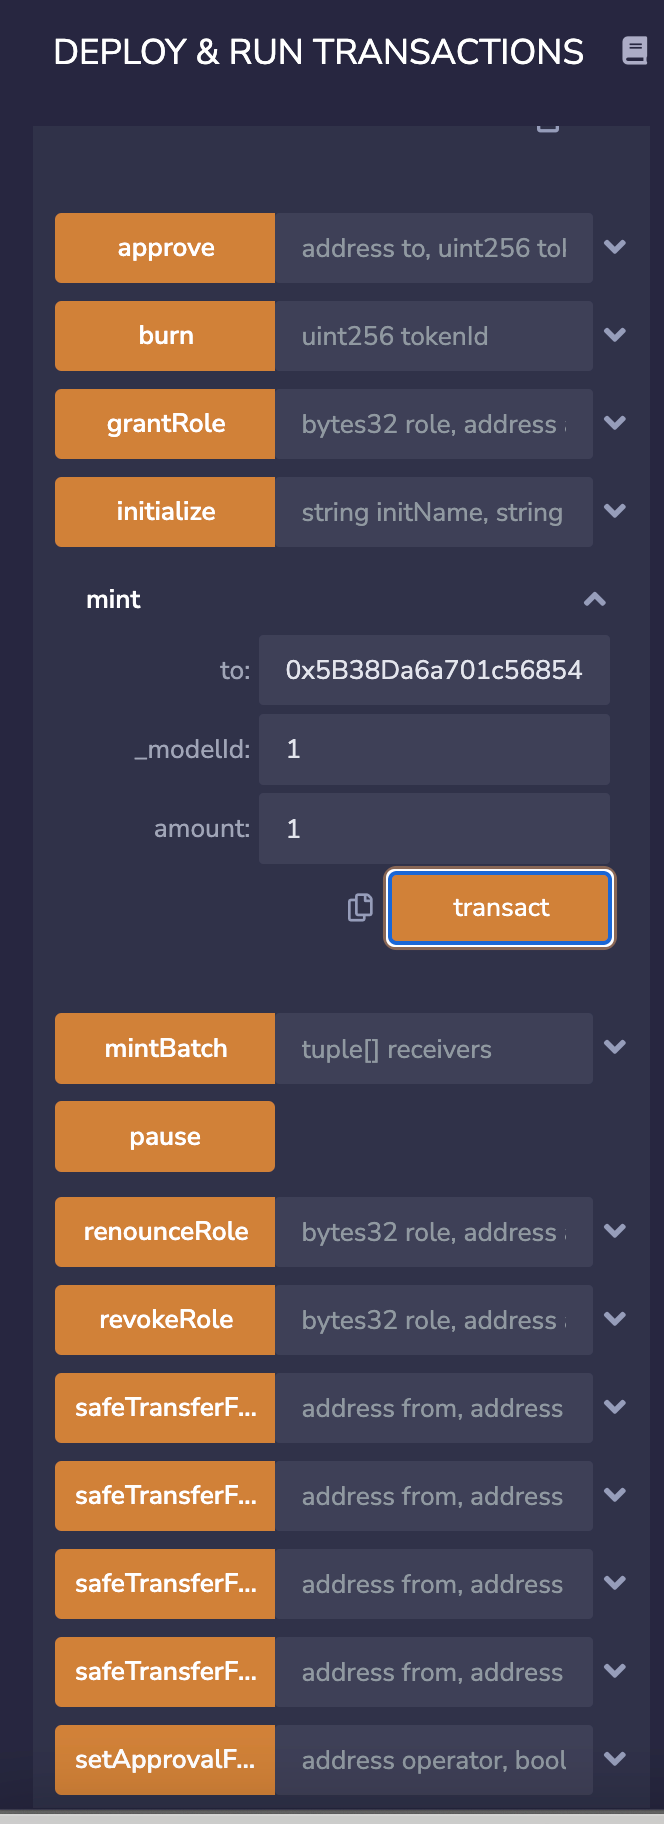 DEPLOY & RUN TRANSACTIONS
approve address to, uint256 tol
burn uint256 tokenId
grantRole bytes32 role, address
initialize string initName, string
mint
to: 0x5B38Da6a701c56854
_modelId: 1
amount: 1
transact
mintBatch tuple[] receivers
pause
renounceRole bytes32 role, address
revokeRole bytes32 role, address
safeTransferF... address from, address
safeTransferF... address from, address
safeTransferF... address from, address
safeTransferF... address from, address
setApprovalF... address operator, bool